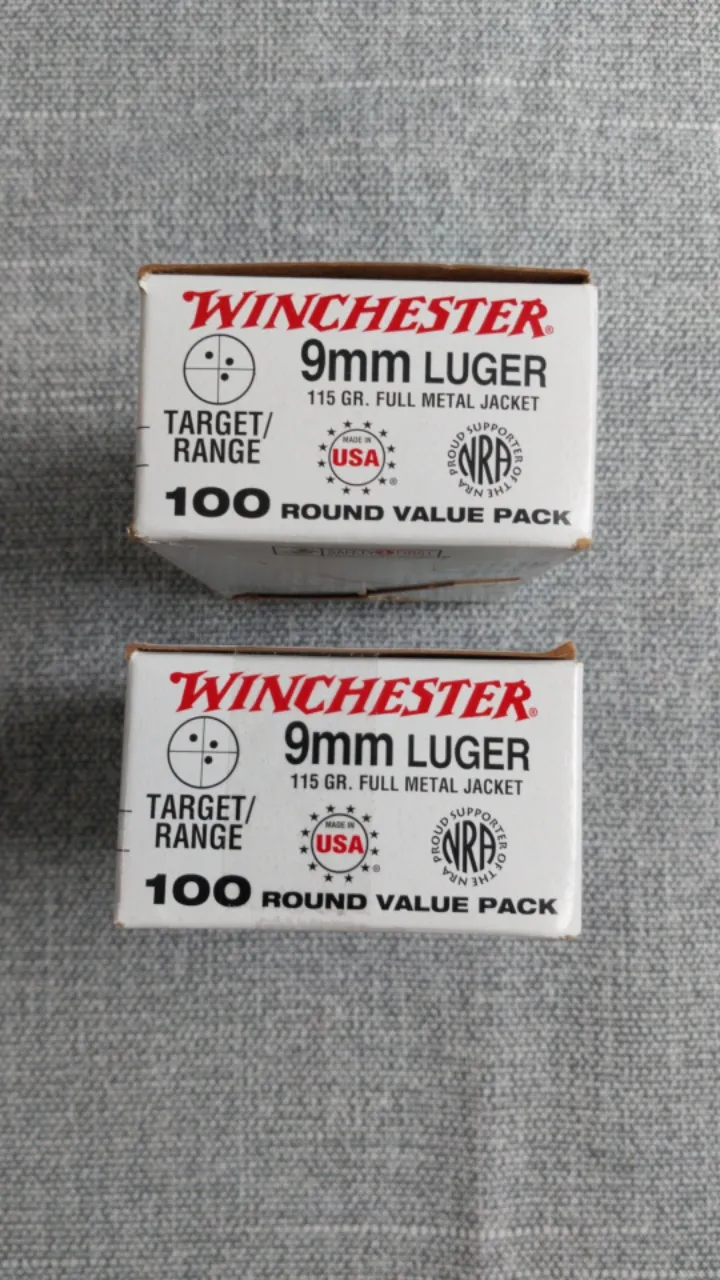 WINCHESTER®
9mm LUGER
115 GR. FULL METAL JACKET
TARGET/
RANGE
MADE IN
USA
®
PROUD SUPPORTER OF THE NRA
NRA
100 ROUND VALUE PACK
WINCHESTER®
9mm LUGER
115 GR. FULL METAL JACKET
TARGET/
RANGE
MADE IN
USA
®
PROUD SUPPORTER OF THE NRA
NRA
100 ROUND VALUE PACK